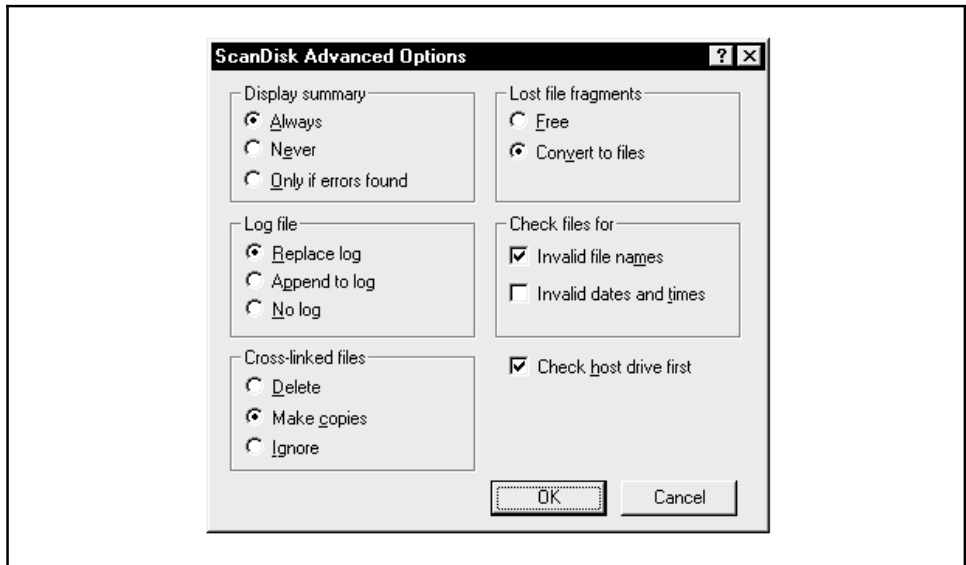 ScanDisk Advanced Options
Display summary
Always
Never
Only if errors found
Log file
Replace log
Append to log
No log
Cross-linked files
Delete
Make copies
Ignore
Lost file fragments
Free
Convert to files
Check files for
Invalid file names
Invalid dates and times
Check host drive first
OK
Cancel